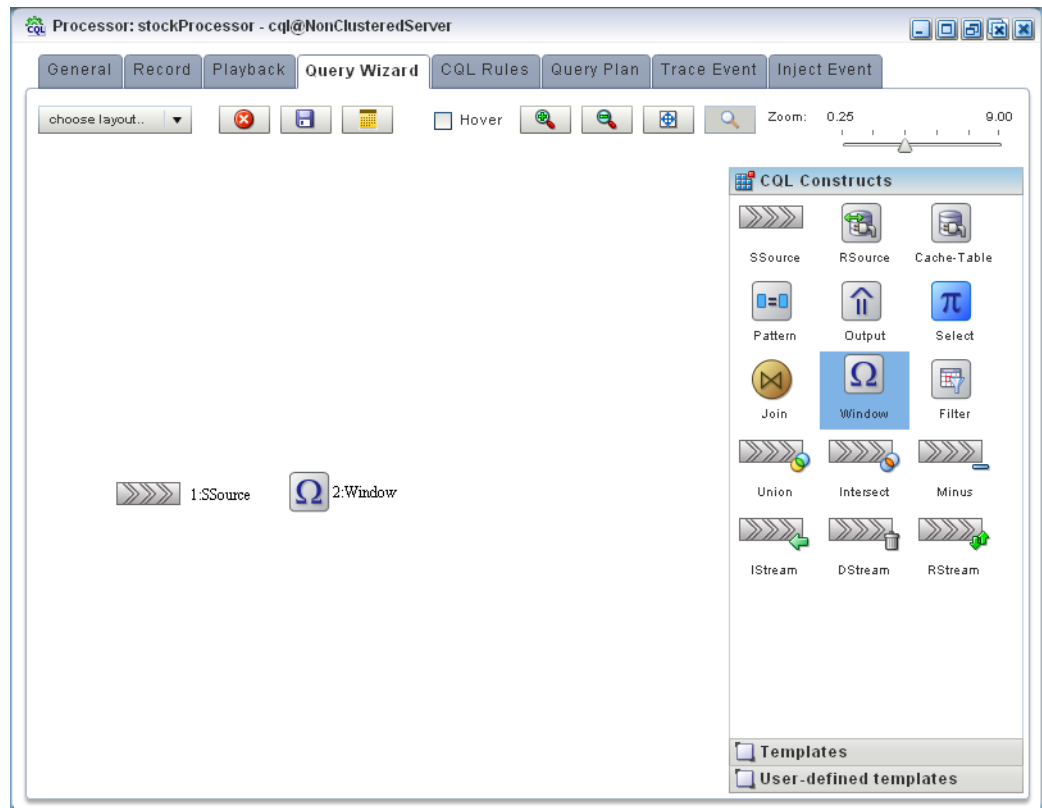 Processor: stockProcessor - cql@NonClusteredServer
General Record Playback Query Wizard CQL Rules Query Plan Trace Event Inject Event
choose layout.. Hover Zoom: 0.25 9.00
CQL Constructs
SSource RSource Cache-Table
Pattern Output Select
Join Window Filter
1:SSource 2:Window
Union Intersect Minus
IStream DStream RStream
Templates
User-defined templates